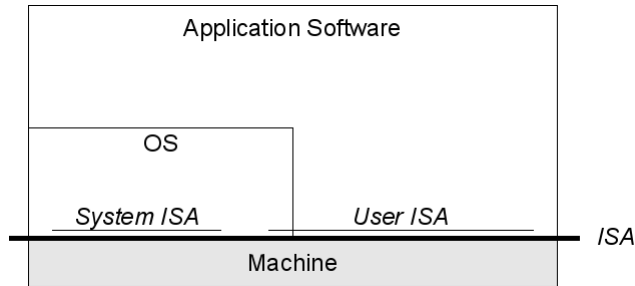 Application Software
OS
System ISA
User ISA
ISA
Machine